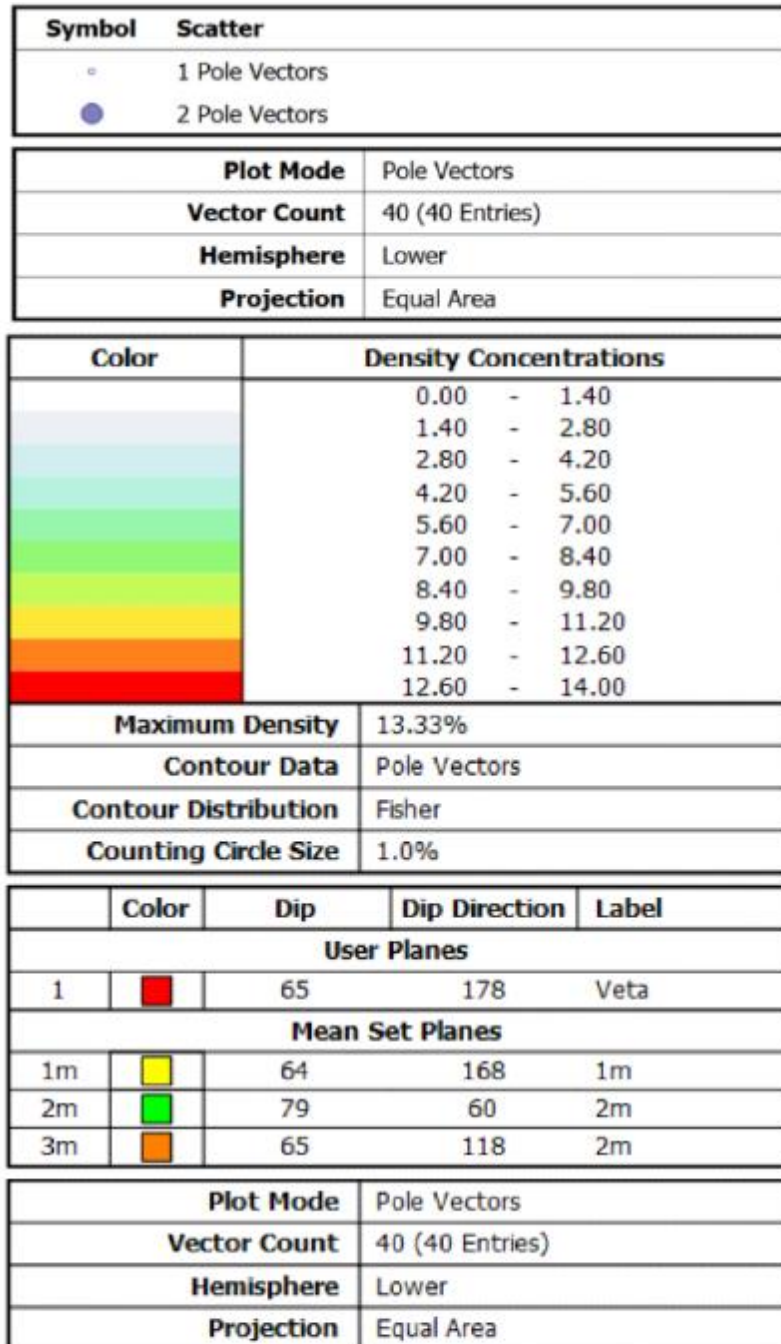 Symbol Scatter
1 Pole Vectors
2 Pole Vectors
Plot Mode Pole Vectors
Vector Count 40 (40 Entries)
Hemisphere Lower
Projection Equal Area
Color Density Concentrations
0.00 - 1.40
1.40 - 2.80
2.80 - 4.20
4.20 - 5.60
5.60 - 7.00
7.00 - 8.40
8.40 - 9.80
9.80 - 11.20
11.20 - 12.60
12.60 - 14.00
Maximum Density 13.33%
Contour Data Pole Vectors
Contour Distribution Fisher
Counting Circle Size 1.0%
Color Dip Dip Direction Label
User Planes
1 65 178 Veta
Mean Set Planes
1m 64 168 1m
2m 79 60 2m
3m 65 118 2m
Plot Mode Pole Vectors
Vector Count 40 (40 Entries)
Hemisphere Lower
Projection Equal Area